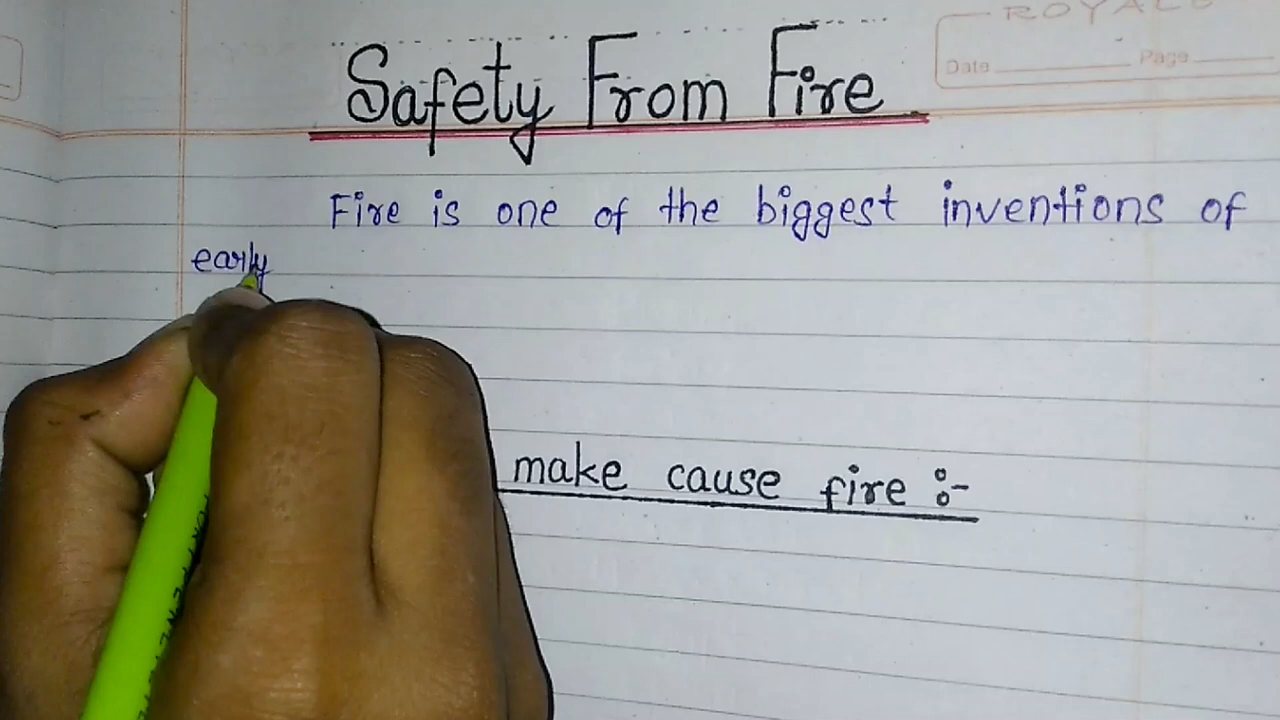 ROYAL
Date Page
Safety From Fire
Fire is one of the biggest inventions of
early
make cause fire :-